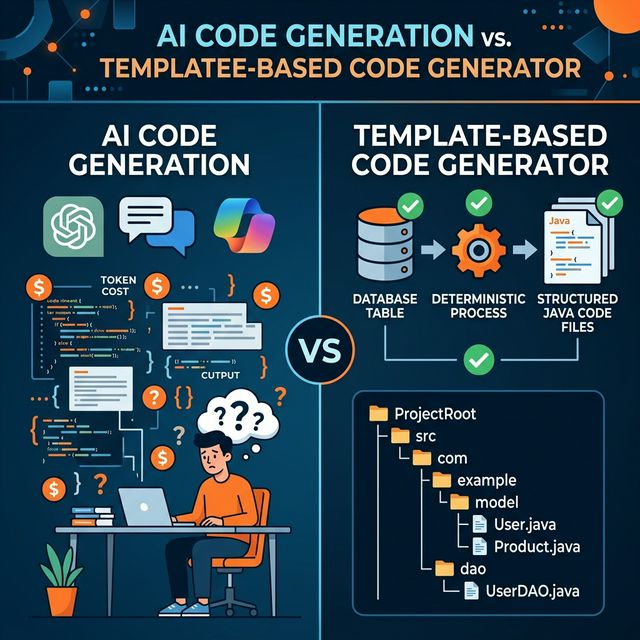 AI CODE GENERATION vs.
TEMPLATEE-BASED CODE GENERATOR
AI CODE
GENERATION
TOKEN
COST
$
$
$
CUTPUT
?
? ? ?
?
?
$
$
?
VS
TEMPLATE-BASED
CODE GENERATOR
Java
DATABASE
TABLE
DETERMINISTIC
PROCESS
STRUCTURED
JAVA CODE
FILES
ProjectRoot
src
com
example
model
User.java
Product.java
dao
UserDAO.java